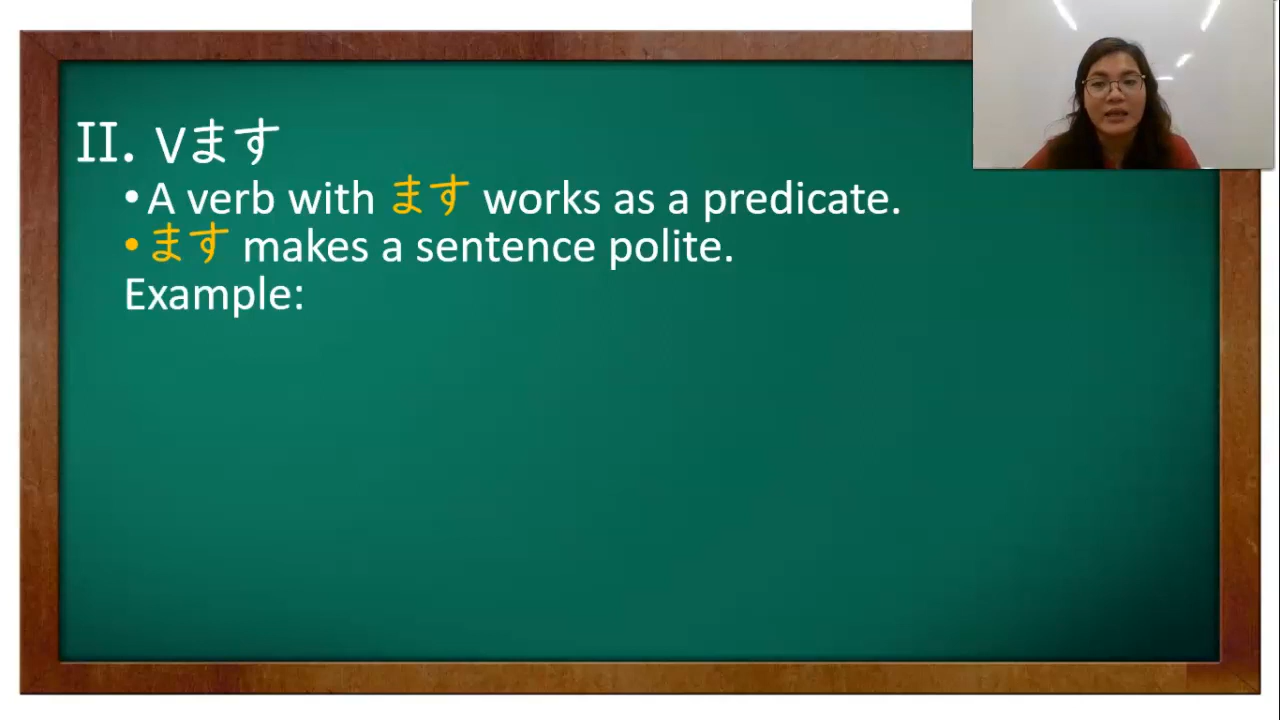 II. Vます
•A verb with ます works as a predicate.
•ます makes a sentence polite.
Example: